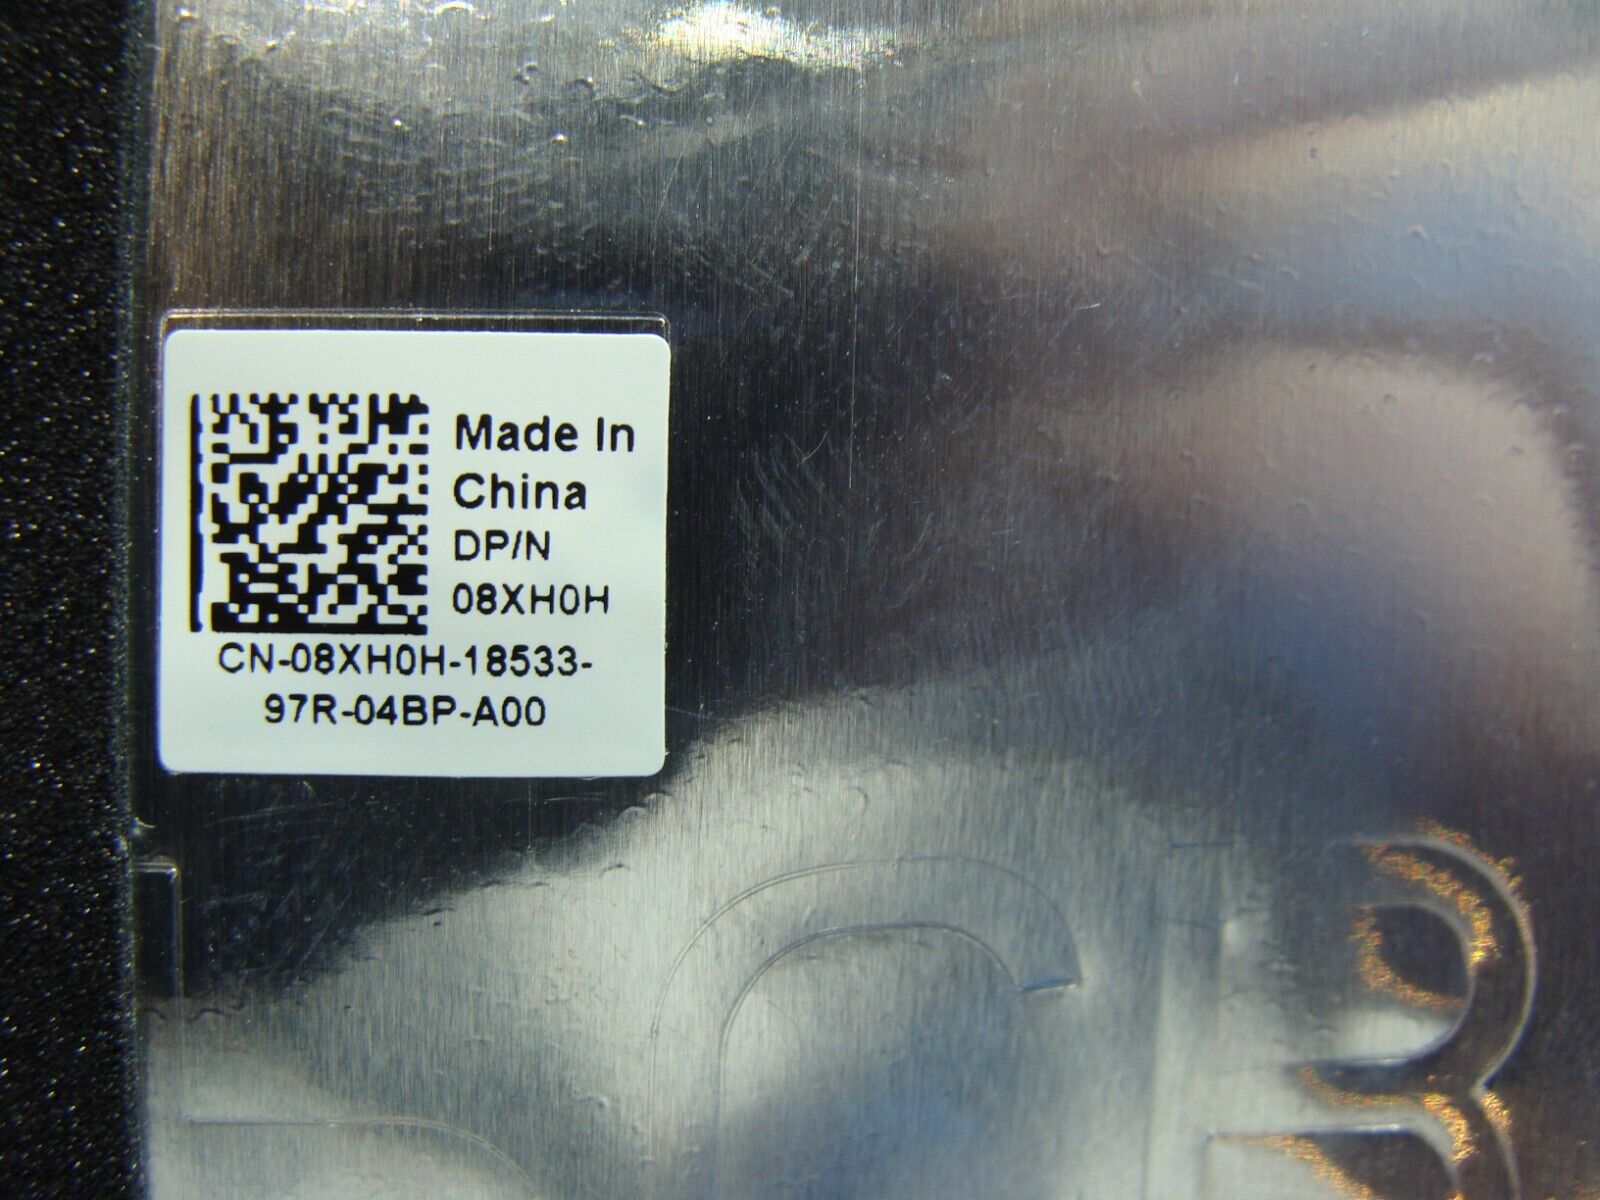 Made In
China
DP/N
08XH0H
CN-08XH0H-18533-
97R-04BP-A00